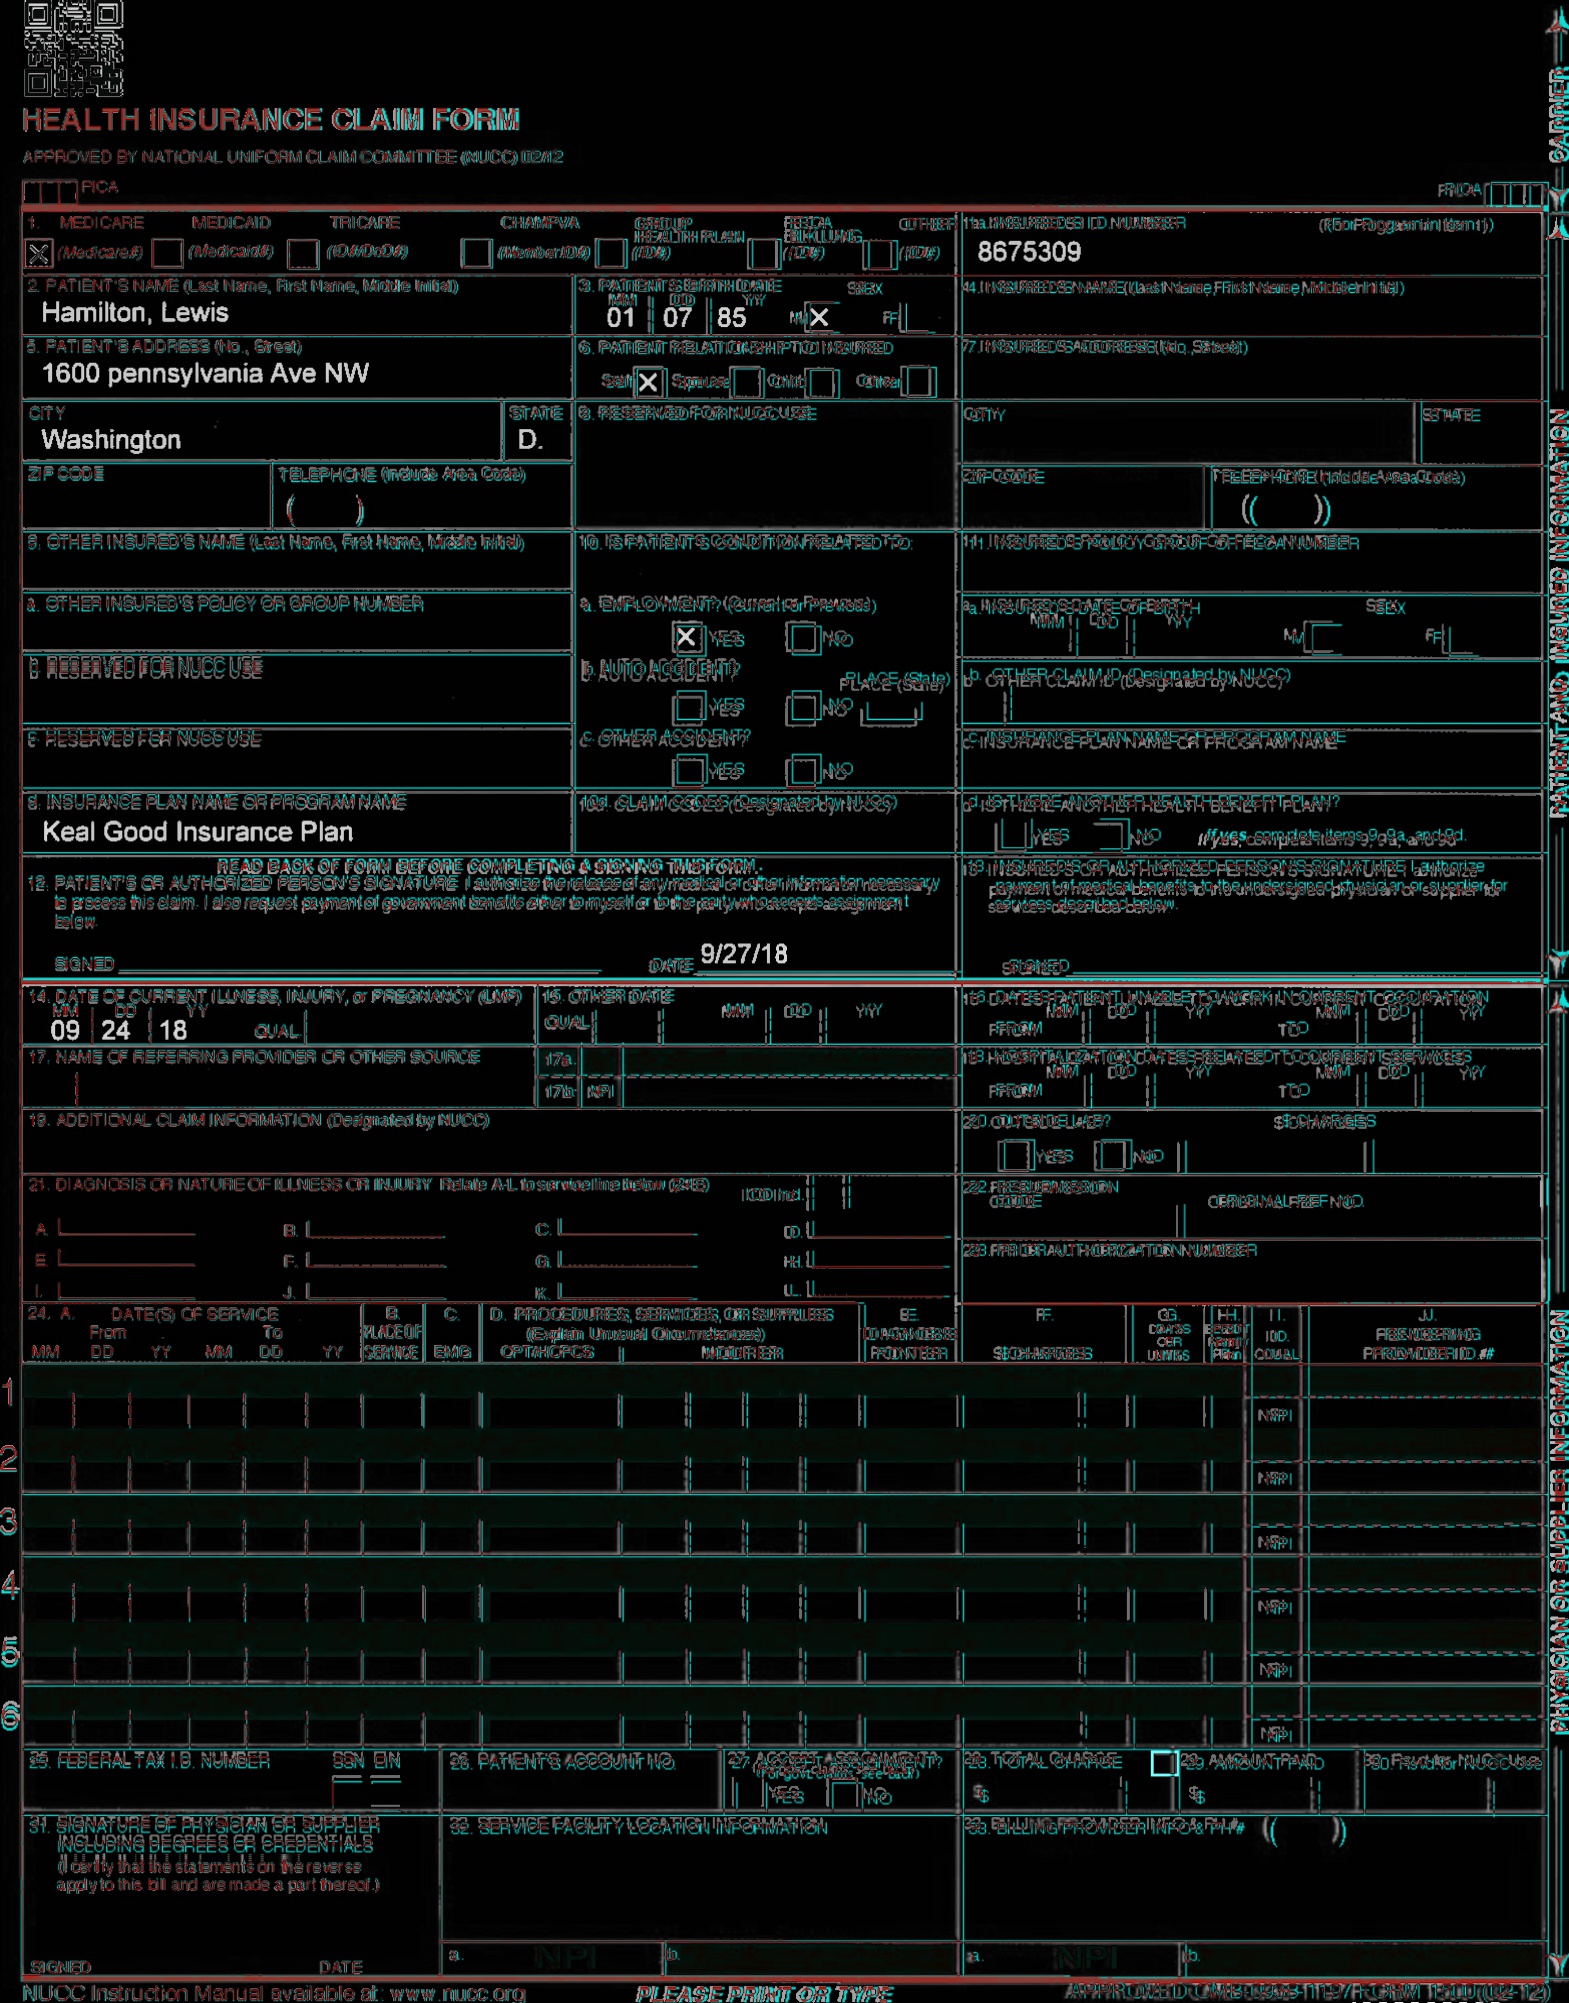 HEALTH INSURANCE CLAIM FORM
APPROVED BY NATIONAL UNIFORM CLAIM COMMITTEE (NUCC) 02/12
PICA
PICA
1. MEDICARE MEDICAID TRICARE CHAMPVA GROUP HEALTH PLAN FECA BLK LUNG OTHER
X (Medicare#) (Medicaid#) (ID#/DoD#) (Member ID#) (ID#) (ID#) (ID#)
1a. INSURED'S I.D. NUMBER (For Program in Item 1)
8675309
2. PATIENT'S NAME (Last Name, First Name, Middle Initial)
Hamilton, Lewis
3. PATIENT'S BIRTH DATE SEX
MM DD YY
01 07 85 M X F
4. INSURED'S NAME (Last Name, First Name, Middle Initial)
5. PATIENT'S ADDRESS (No., Street)
1600 pennsylvania Ave NW
6. PATIENT RELATIONSHIP TO INSURED
Self X Spouse Child Other
7. INSURED'S ADDRESS (No., Street)
CITY STATE
Washington D.
8. RESERVED FOR NUCC USE
CITY STATE
ZIP CODE TELEPHONE (Include Area Code)
( )
ZIP CODE TELEPHONE (Include Area Code)
( )
9. OTHER INSURED'S NAME (Last Name, First Name, Middle Initial)
10. IS PATIENT'S CONDITION RELATED TO:
11. INSURED'S POLICY GROUP OR FECA NUMBER
a. OTHER INSURED'S POLICY OR GROUP NUMBER
a. EMPLOYMENT? (Current or Previous)
X YES NO
a. INSURED'S DATE OF BIRTH SEX
MM DD YY M F
b. RESERVED FOR NUCC USE
b. AUTO ACCIDENT? PLACE (State)
YES NO
b. OTHER CLAIM ID (Designated by NUCC)
c. RESERVED FOR NUCC USE
c. OTHER ACCIDENT?
YES NO
c. INSURANCE PLAN NAME OR PROGRAM NAME
d. INSURANCE PLAN NAME OR PROGRAM NAME
Keal Good Insurance Plan
10d. CLAIM CODES (Designated by NUCC)
d. IS THERE ANOTHER HEALTH BENEFIT PLAN?
YES NO If yes, complete items 9, 9a, and 9d.
READ BACK OF FORM BEFORE COMPLETING & SIGNING THIS FORM.
12. PATIENT'S OR AUTHORIZED PERSON'S SIGNATURE I authorize the release of any medical or other information necessary
to process this claim. I also request payment of government benefits either to myself or to the party who accepts assignment
below.
SIGNED DATE 9/27/18
13. INSURED'S OR AUTHORIZED PERSON'S SIGNATURE I authorize
payment of medical benefits to the undersigned physician or supplier for
services described below.
SIGNED
14. DATE OF CURRENT ILLNESS, INJURY, or PREGNANCY (LMP)
MM DD YY
09 24 18 QUAL.
15. OTHER DATE
QUAL. MM DD YY
16. DATES PATIENT UNABLE TO WORK IN CURRENT OCCUPATION
MM DD YY MM DD YY
FROM TO
17. NAME OF REFERRING PROVIDER OR OTHER SOURCE
17a.
17b. NPI
18. HOSPITALIZATION DATES RELATED TO CURRENT SERVICES
MM DD YY MM DD YY
FROM TO
19. ADDITIONAL CLAIM INFORMATION (Designated by NUCC)
20. OUTSIDE LAB? $ CHARGES
YES NO
21. DIAGNOSIS OR NATURE OF ILLNESS OR INJURY Relate A-L to service line below (24E) ICD Ind.
A. B. C. D.
E. F. G. H.
I. J. K. L.
22. RESUBMISSION CODE ORIGINAL REF. NO.
23. PRIOR AUTHORIZATION NUMBER
24. A. DATE(S) OF SERVICE B. C. D. PROCEDURES, SERVICES, OR SUPPLIES E. F. G. H. I. J.
From To PLACE OF (Explain Unusual Circumstances) DIAGNOSIS DAYS OR UNITS EPSDT Family Plan ID. RENDERING
MM DD YY MM DD YY SERVICE EMG CPT/HCPCS MODIFIER POINTER $ CHARGES QUAL. PROVIDER ID. #
1 NPI
2 NPI
3 NPI
4 NPI
5 NPI
6 NPI
25. FEDERAL TAX I.D. NUMBER SSN EIN
26. PATIENT'S ACCOUNT NO.
27. ACCEPT ASSIGNMENT?
(For govt. claims, see back)
YES NO
28. TOTAL CHARGE
$
29. AMOUNT PAID
$
30. Rsvd for NUCC Use
31. SIGNATURE OF PHYSICIAN OR SUPPLIER
INCLUDING DEGREES OR CREDENTIALS
(I certify that the statements on the reverse
apply to this bill and are made a part thereof.)
SIGNED DATE
32. SERVICE FACILITY LOCATION INFORMATION
a. NPI b.
33. BILLING PROVIDER INFO & PH # ( )
a. NPI b.
NUCC Instruction Manual available at: www.nucc.org
PLEASE PRINT OR TYPE
APPROVED OMB-0938-1197 FORM 1500 (02-12)
CARRIER
PATIENT AND INSURED INFORMATION
PHYSICIAN OR SUPPLIER INFORMATION